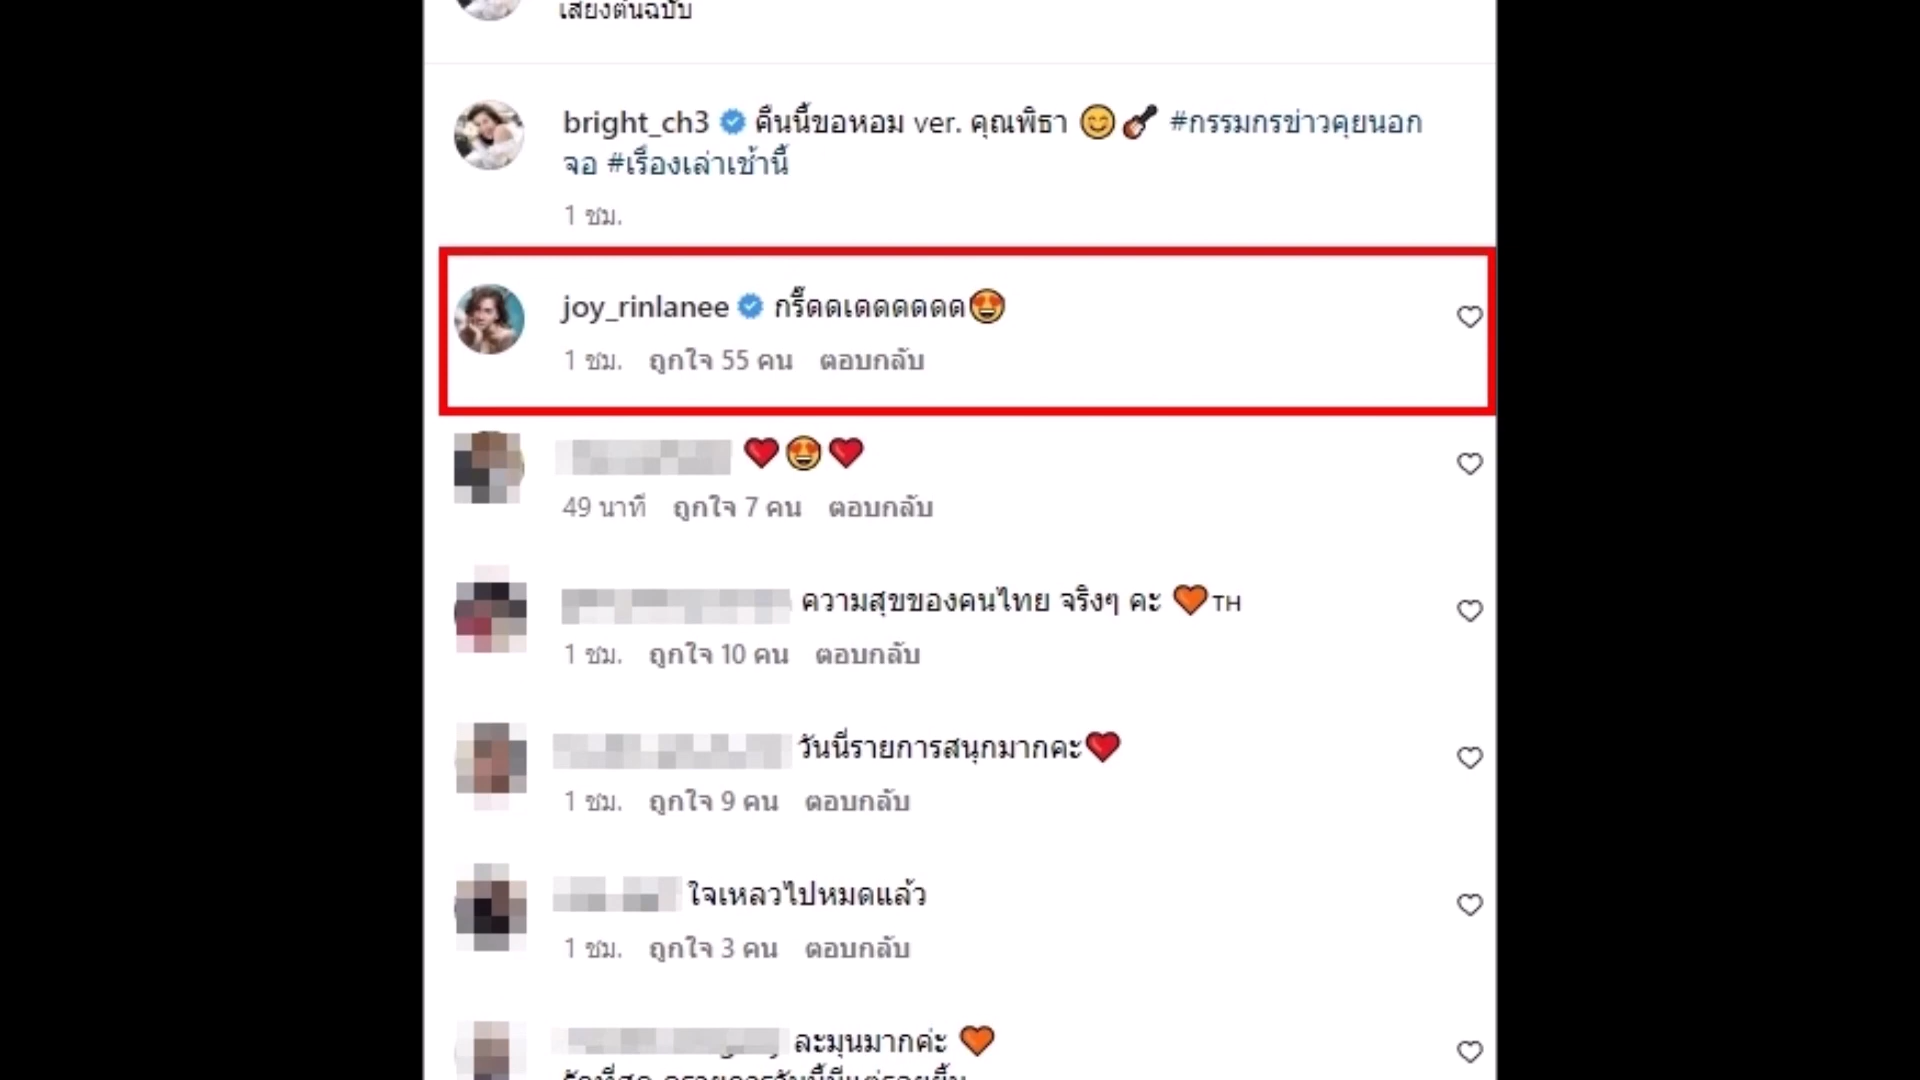 เสียงต้นฉบับ
bright_ch3 คืนนี้ขอหอม ver. คุณพิธา 😊🎸 #กรรมกรข่าวคุยนอก
จอ #เรื่องเล่าเช้านี้
1 ชม.
joy_rinlanee กรี๊ดดเดดดดดด😍
1 ชม. ถูกใจ 55 คน ตอบกลับ
❤️😍❤️
49 นาที ถูกใจ 7 คน ตอบกลับ
ความสุขของคนไทย จริงๆ คะ 🧡TH
1 ชม. ถูกใจ 10 คน ตอบกลับ
วันนี้รายการสนุกมากคะ❤️
1 ชม. ถูกใจ 9 คน ตอบกลับ
ใจเหลวไปหมดแล้ว
1 ชม. ถูกใจ 3 คน ตอบกลับ
ละมุนมากค่ะ 🧡